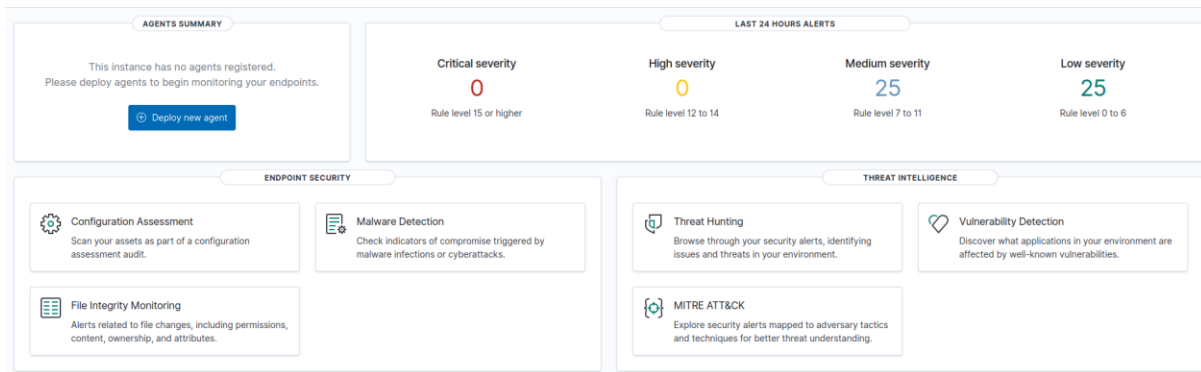 AGENTS SUMMARY
This instance has no agents registered.
Please deploy agents to begin monitoring your endpoints.
Deploy new agent
LAST 24 HOURS ALERTS
Critical severity
0
Rule level 15 or higher
High severity
0
Rule level 12 to 14
Medium severity
25
Rule level 7 to 11
Low severity
25
Rule level 0 to 6
ENDPOINT SECURITY
Configuration Assessment
Scan your assets as part of a configuration
assessment audit.
Malware Detection
Check indicators of compromise triggered by
malware infections or cyberattacks.
File Integrity Monitoring
Alerts related to file changes, including permissions,
content, ownership, and attributes.
THREAT INTELLIGENCE
Threat Hunting
Browse through your security alerts, identifying
issues and threats in your environment.
Vulnerability Detection
Discover what applications in your environment are
affected by well-known vulnerabilities.
MITRE ATT&CK
Explore security alerts mapped to adversary tactics
and techniques for better threat understanding.